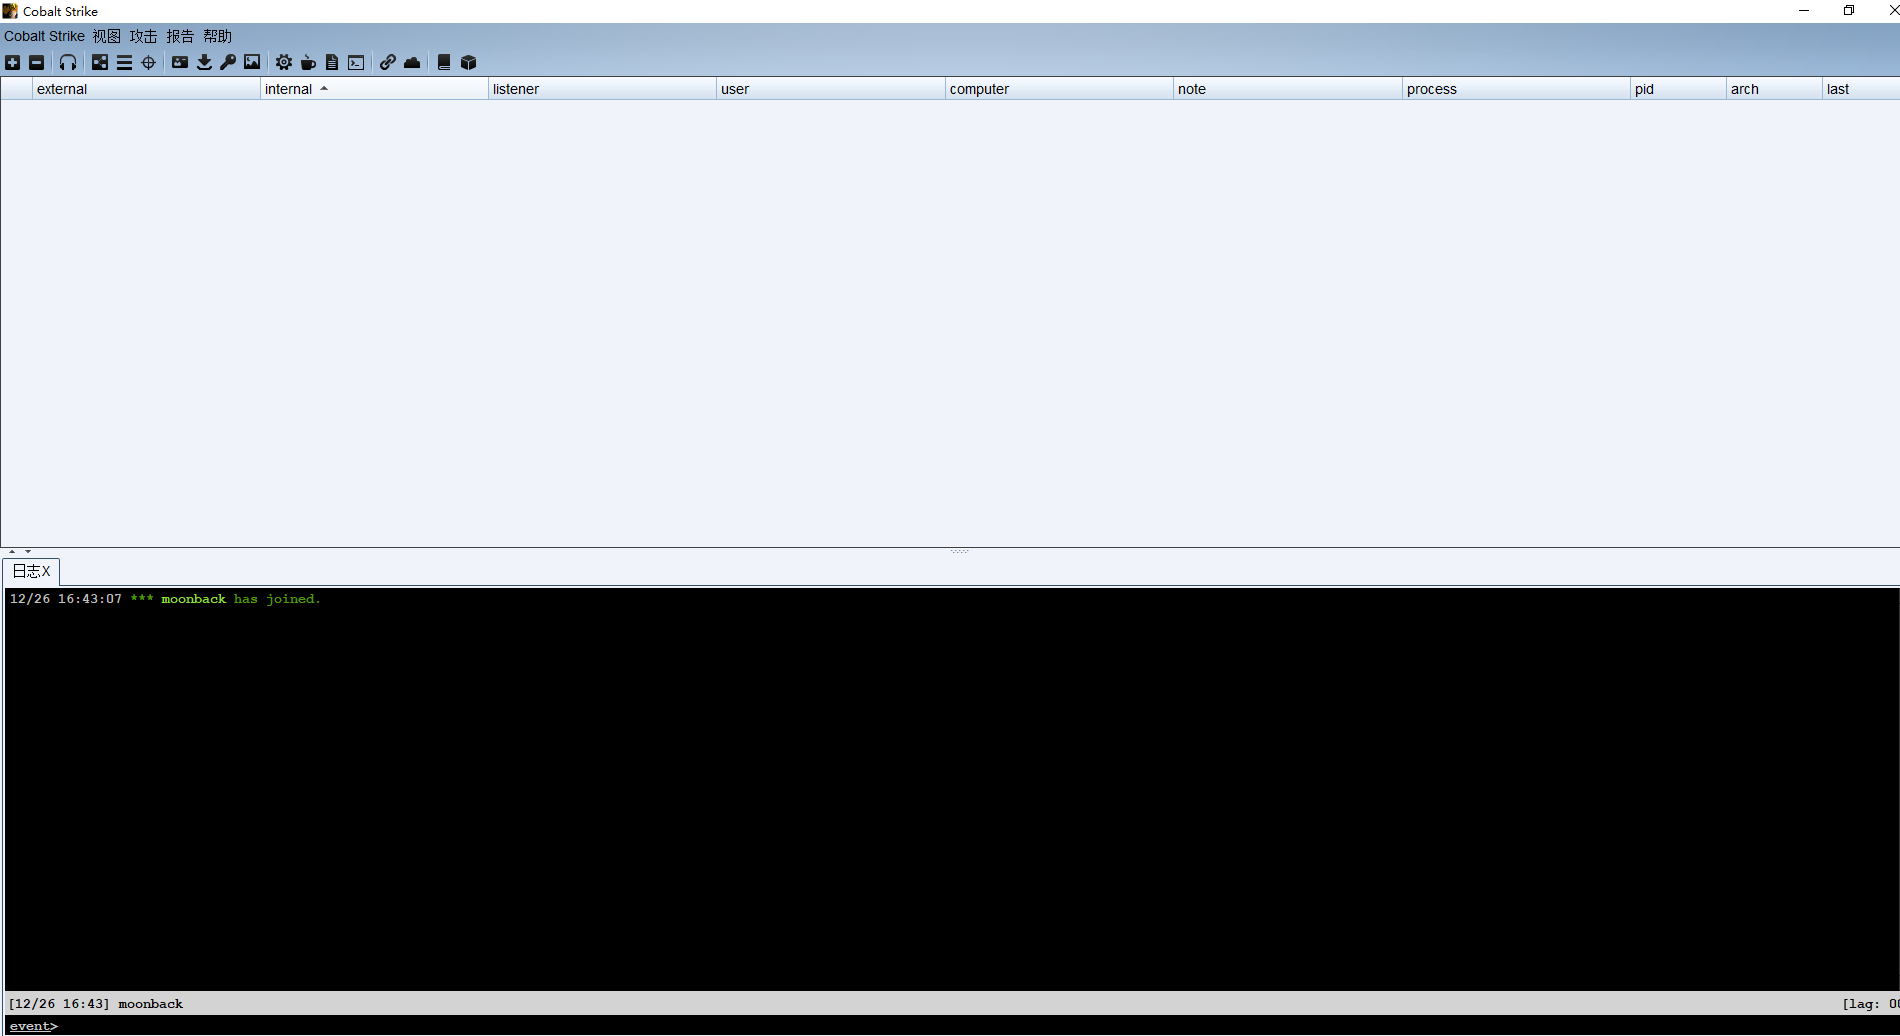 Cobalt Strike
Cobalt Strike 视图 攻击 报告 帮助
external internal listener user computer note process pid arch last
日志X
12/26 16:43:07 *** moonback has joined.
[12/26 16:43] moonback [lag: 00
event>